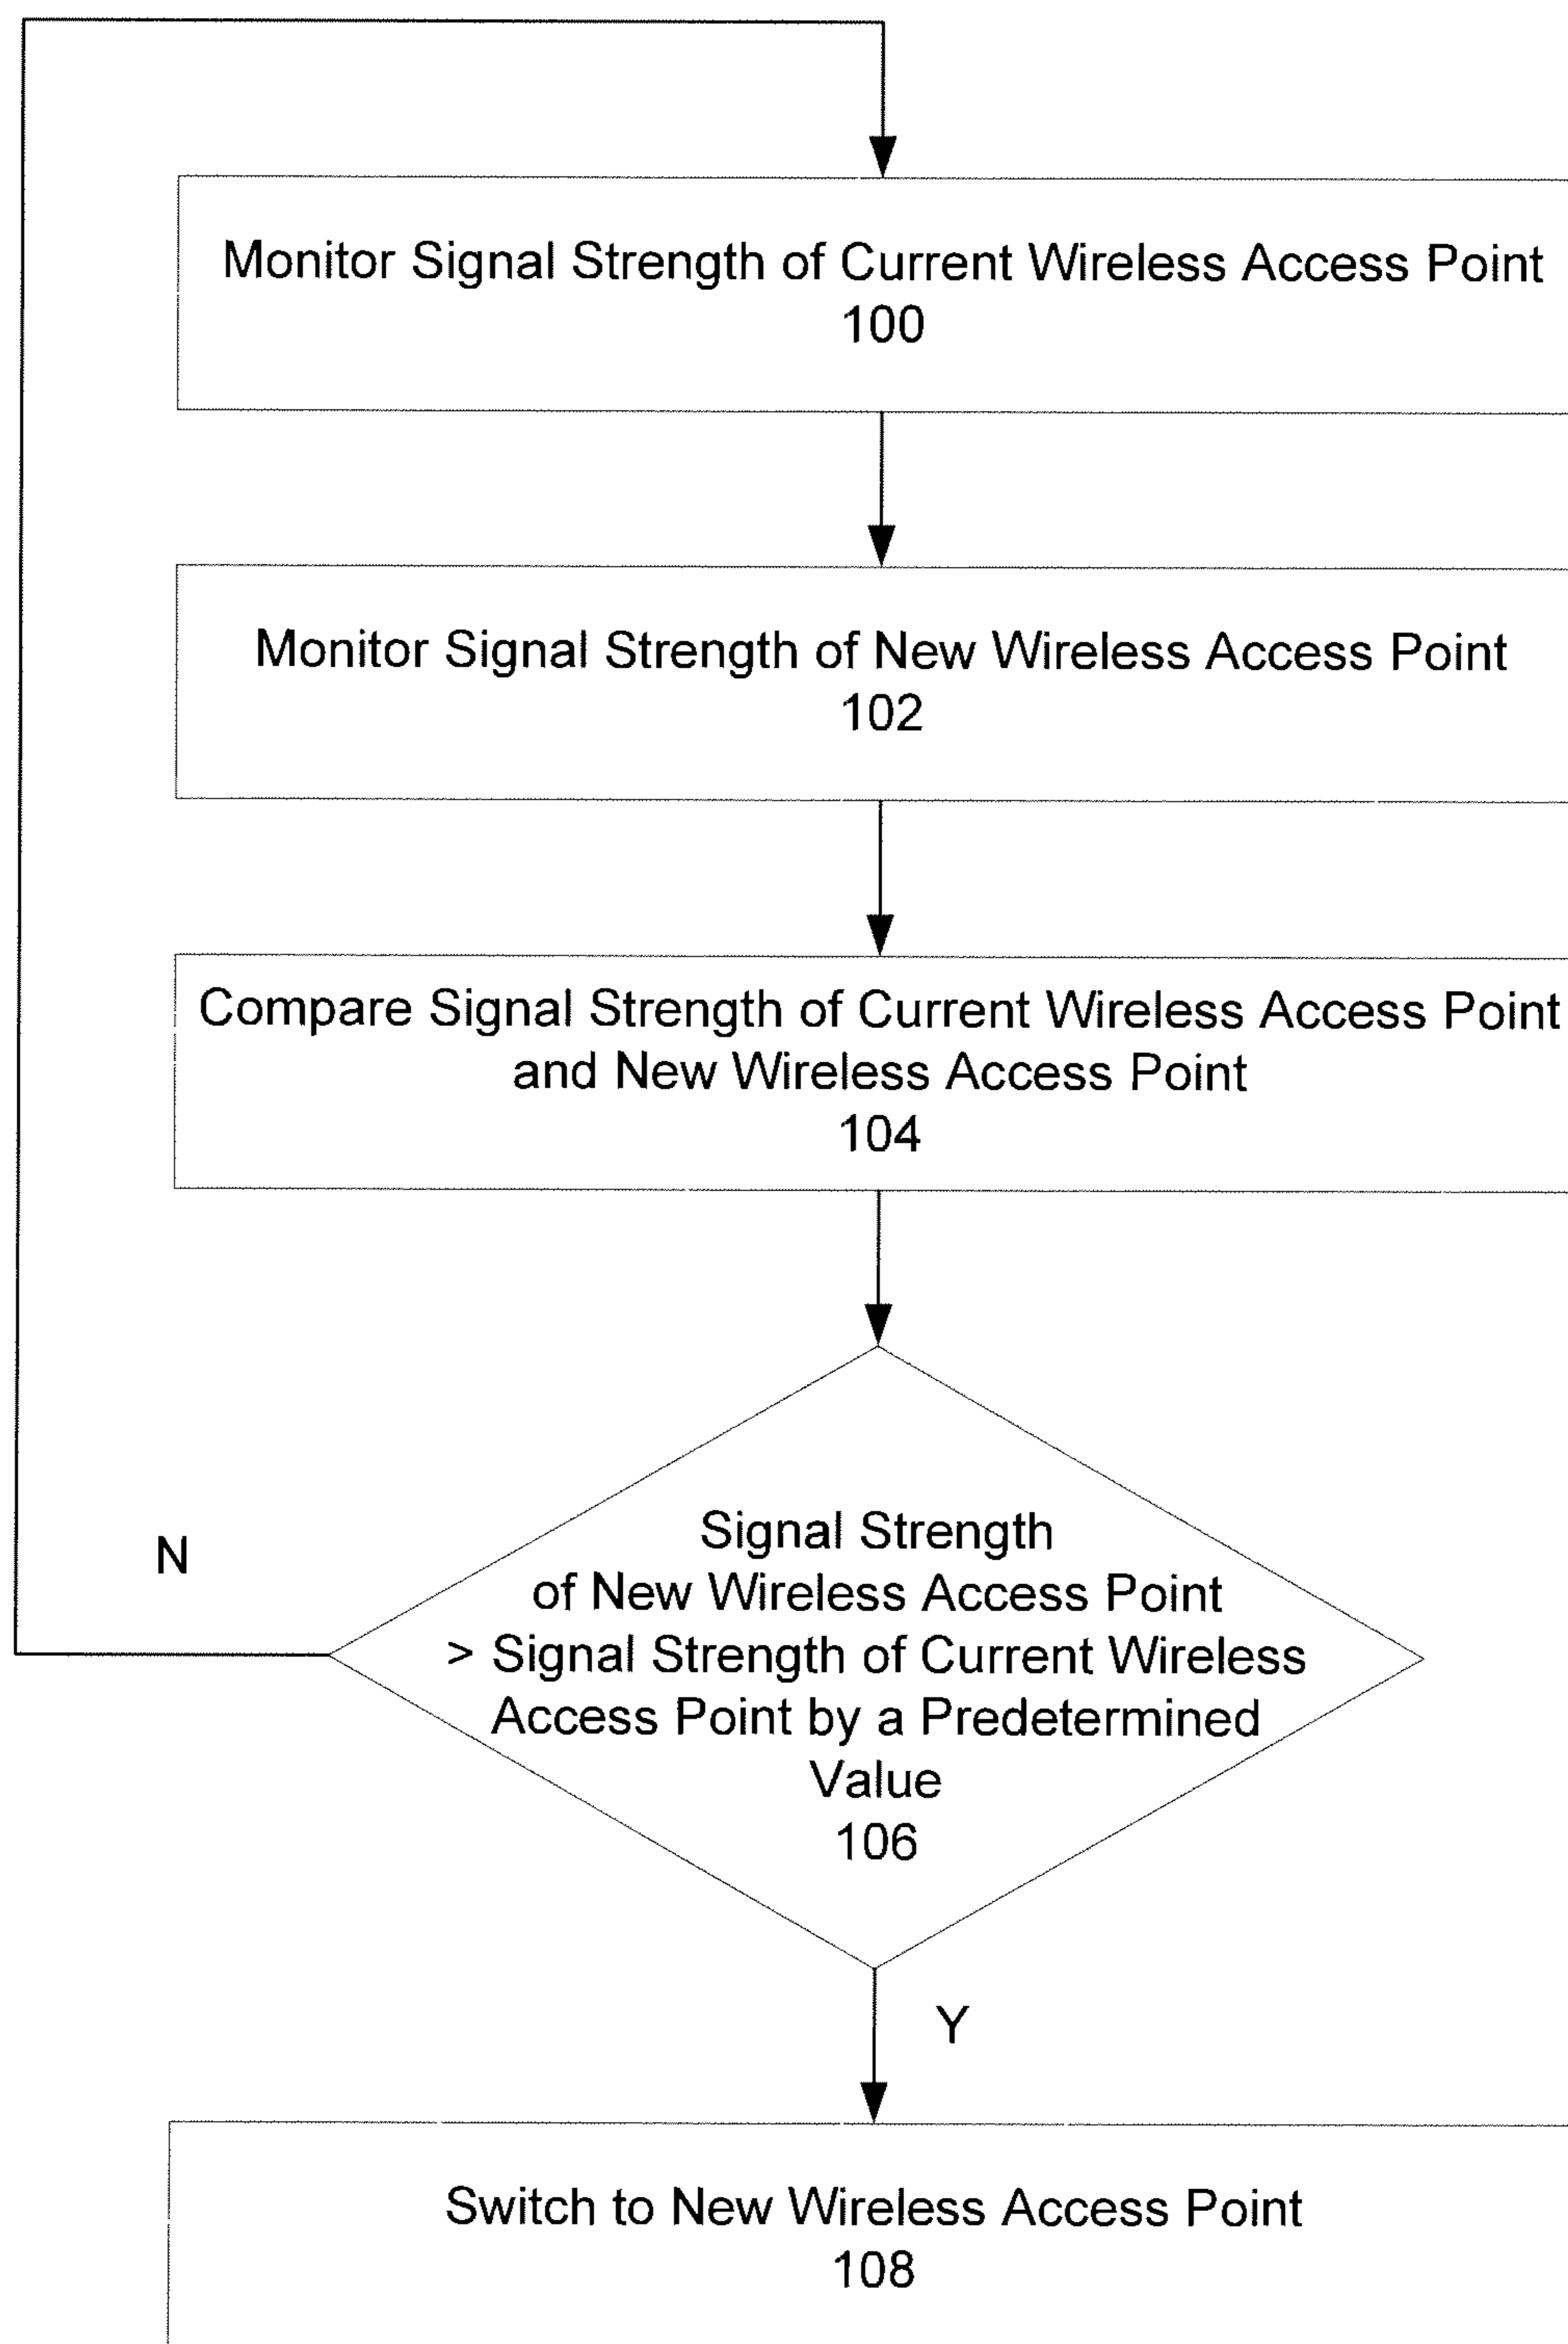 Monitor Signal Strength of Current Wireless Access Point
100
Monitor Signal Strength of New Wireless Access Point
102
Compare Signal Strength of Current Wireless Access Point
and New Wireless Access Point
104
Signal Strength
of New Wireless Access Point
> Signal Strength of Current Wireless
Access Point by a Predetermined
Value
106
N
Y
Switch to New Wireless Access Point
108